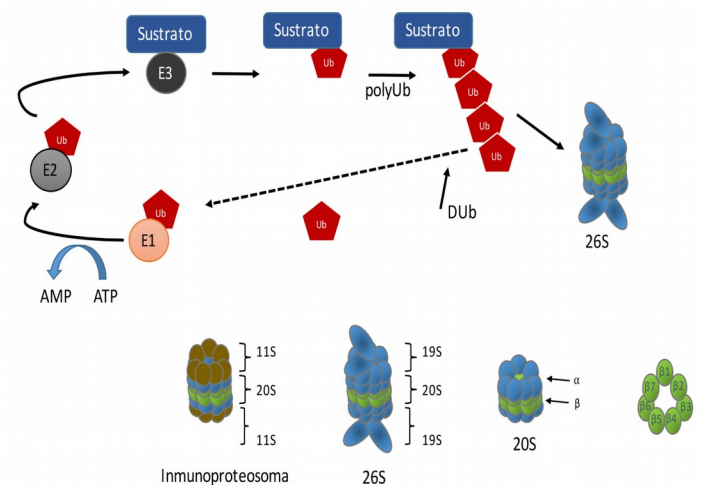 Sustrato
E3
Sustrato
Ub
polyUb
Sustrato
Ub
Ub
Ub
Ub
Ub
E2
Ub
E1
AMP
ATP
Ub
DUb
26S
11S
20S
11S
Inmunoproteosoma
19S
20S
19S
26S
α
β
20S
β1
β2
β3
β4
β5
β6
β7